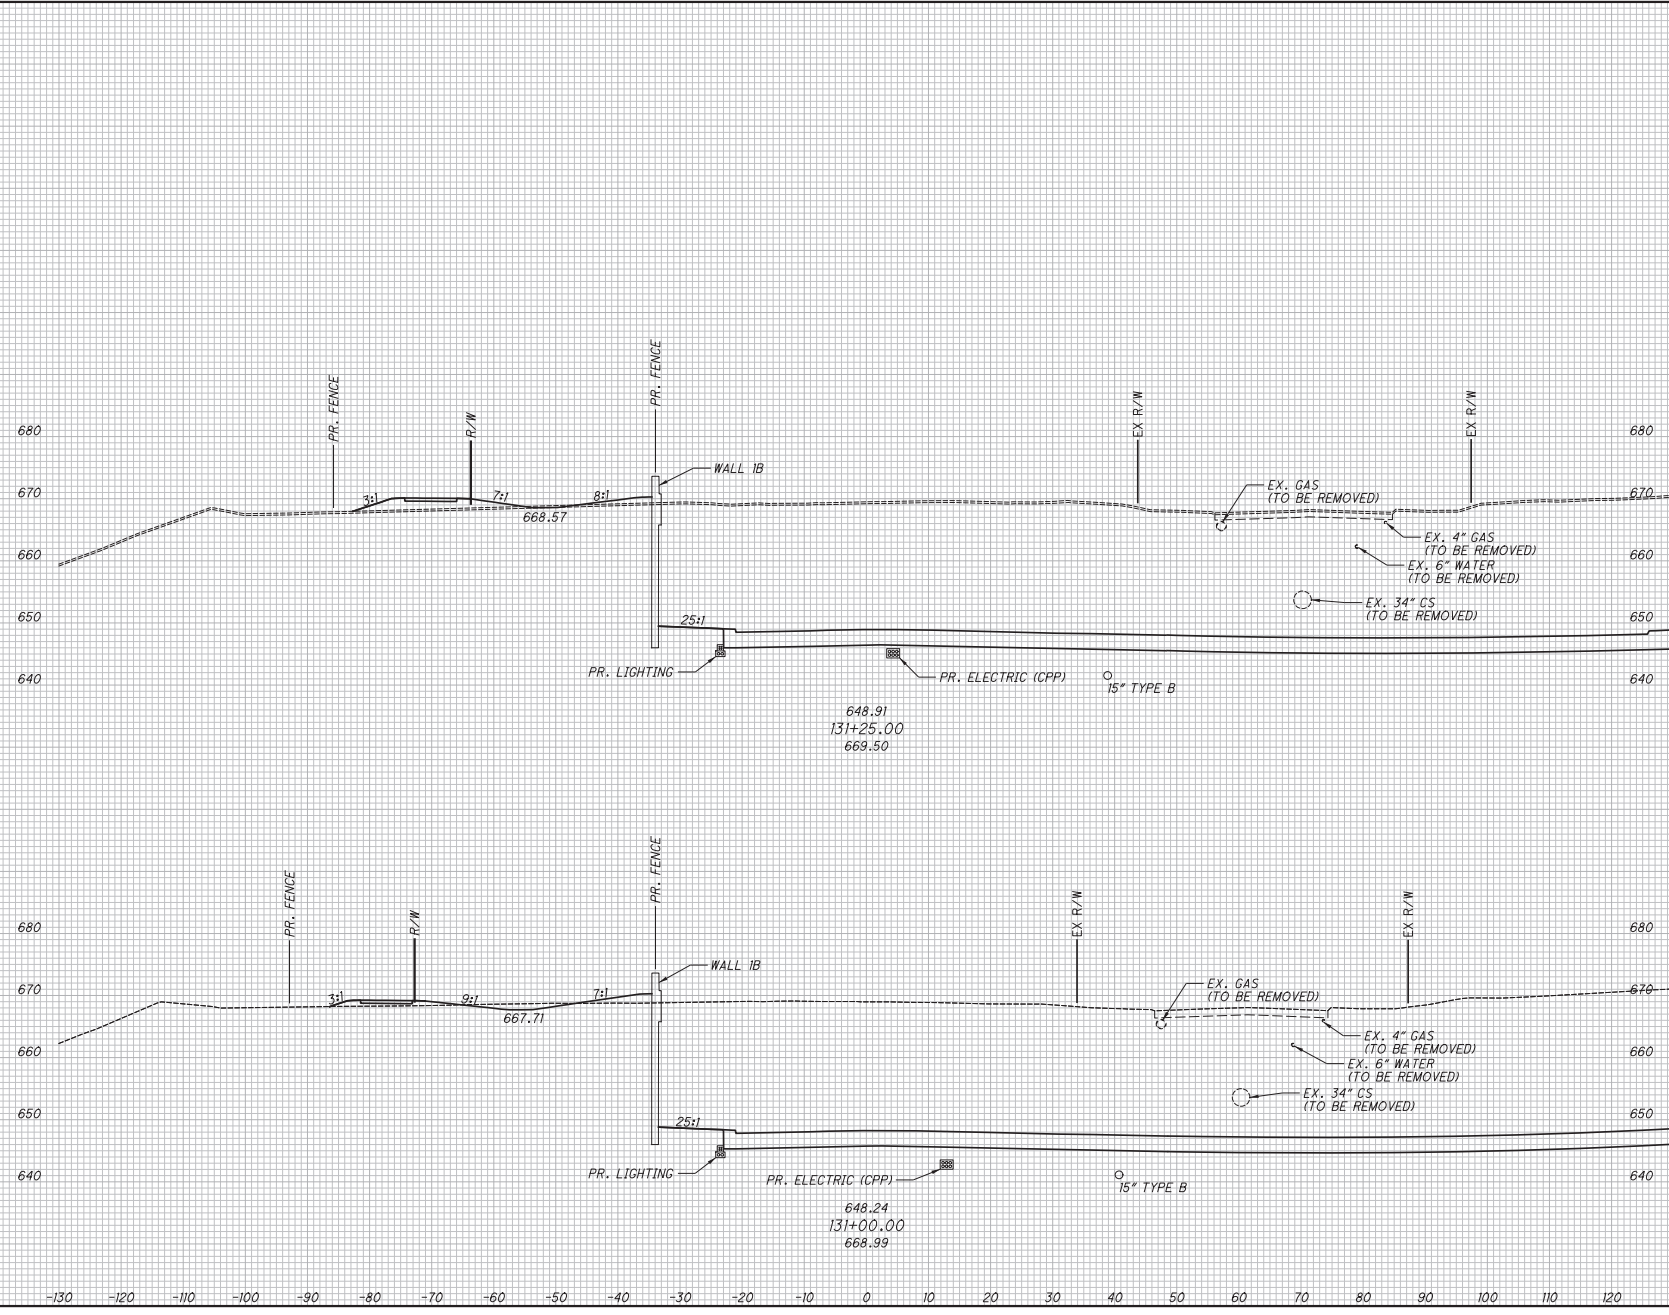 PR. FENCE
PR. FENCE
R/W
EX R/W
EX R/W
680
680
670
670
WALL 1B
3:1
7:1
8:1
668.57
EX. GAS
(TO BE REMOVED)
EX. 4" GAS
(TO BE REMOVED)
660
660
EX. 6" WATER
(TO BE REMOVED)
EX. 34" CS
(TO BE REMOVED)
650
650
25:1
PR. LIGHTING
PR. ELECTRIC (CPP)
640
640
15" TYPE B
648.91
131+25.00
669.50
PR. FENCE
PR. FENCE
R/W
EX R/W
EX R/W
680
680
WALL 1B
670
670
3:1
9:1
7:1
667.71
EX. GAS
(TO BE REMOVED)
EX. 4" GAS
(TO BE REMOVED)
660
660
EX. 6" WATER
(TO BE REMOVED)
EX. 34" CS
(TO BE REMOVED)
650
650
25:1
PR. LIGHTING
PR. ELECTRIC (CPP)
640
640
15" TYPE B
648.24
131+00.00
668.99
-130 -120 -110 -100 -90 -80 -70 -60 -50 -40 -30 -20 -10 0 10 20 30 40 50 60 70 80 90 100 110 120